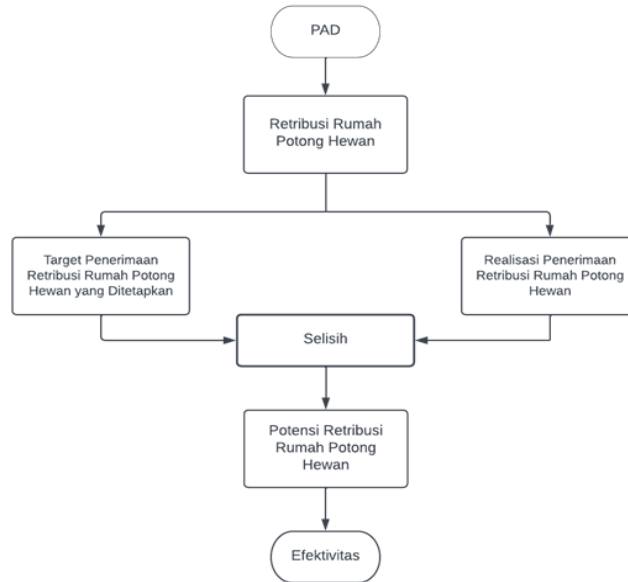 PAD
Retribusi Rumah
Potong Hewan
Target Penerimaan
Retribusi Rumah Potong
Hewan yang Ditetapkan
Realisasi Penerimaan
Retribusi Rumah Potong
Hewan
Selisih
Potensi Retribusi
Rumah Potong
Hewan
Efektivitas